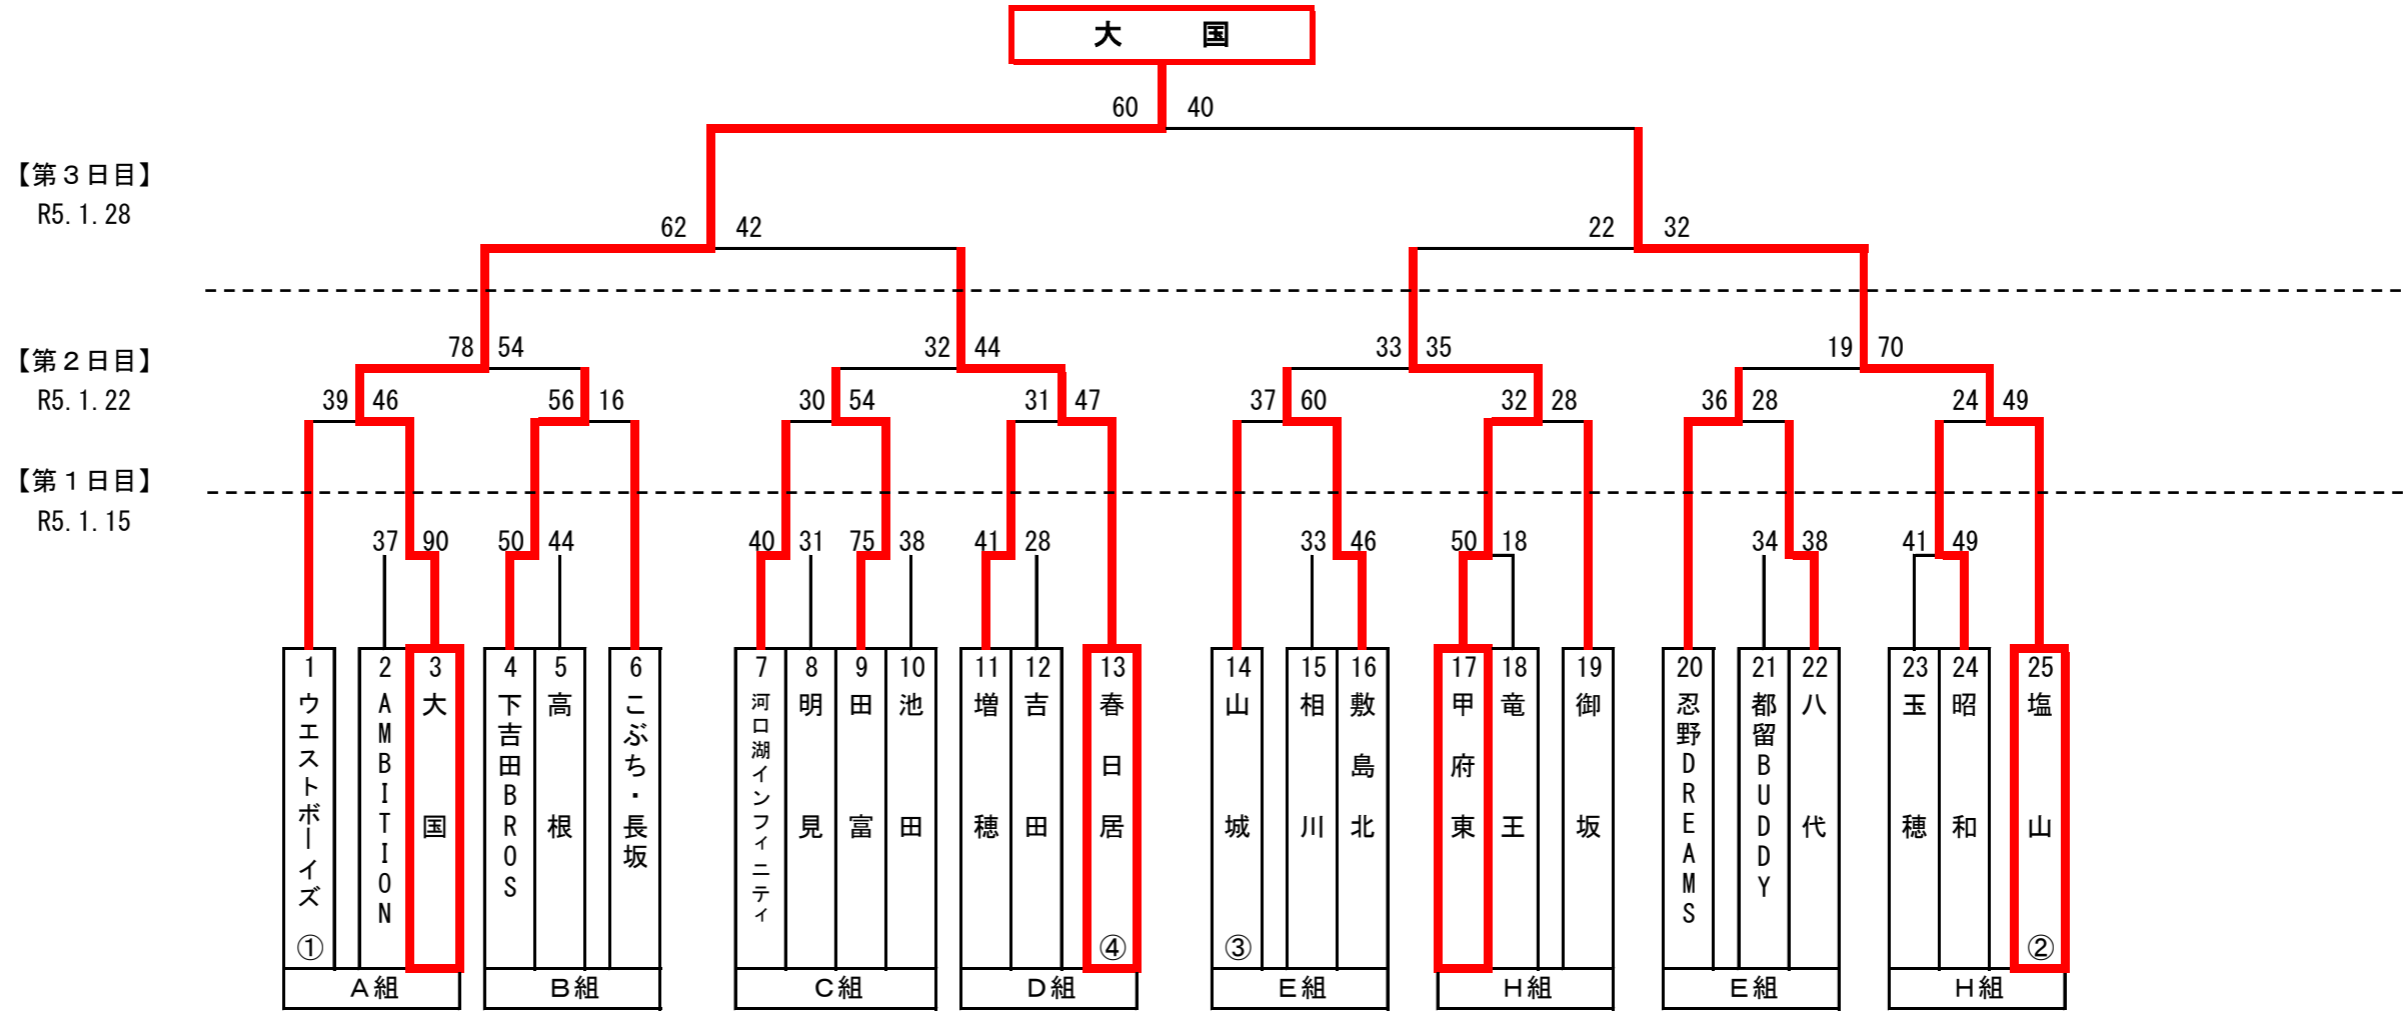 大　国
60 40
【第３日目】
R5.1.28
62 42 22 32
【第２日目】
R5.1.22
78 54 32 44 33 35 19 70
39 46 56 16 30 54 31 47 37 60 32 28 36 28 24 49
【第１日目】
R5.1.15
37 90 50 44 40 31 75 38 41 28 33 46 50 18 34 38 41 49
1 ウエストボーイズ ①
2 AMBITION
3 大国
4 下吉田BROS
5 高根
6 こぶち・長坂
7 河口湖インフィニティ
8 明見
9 田富
10 池田
11 増穂
12 吉田
13 春日居 ④
14 山城 ③
15 相川
16 敷島北
17 甲府東
18 竜王
19 御坂
20 忍野DREAMS
21 都留BUDDY
22 八代
23 玉穂
24 昭和
25 塩山 ②
Ａ組 Ｂ組 Ｃ組 Ｄ組 Ｅ組 Ｈ組 Ｅ組 Ｈ組